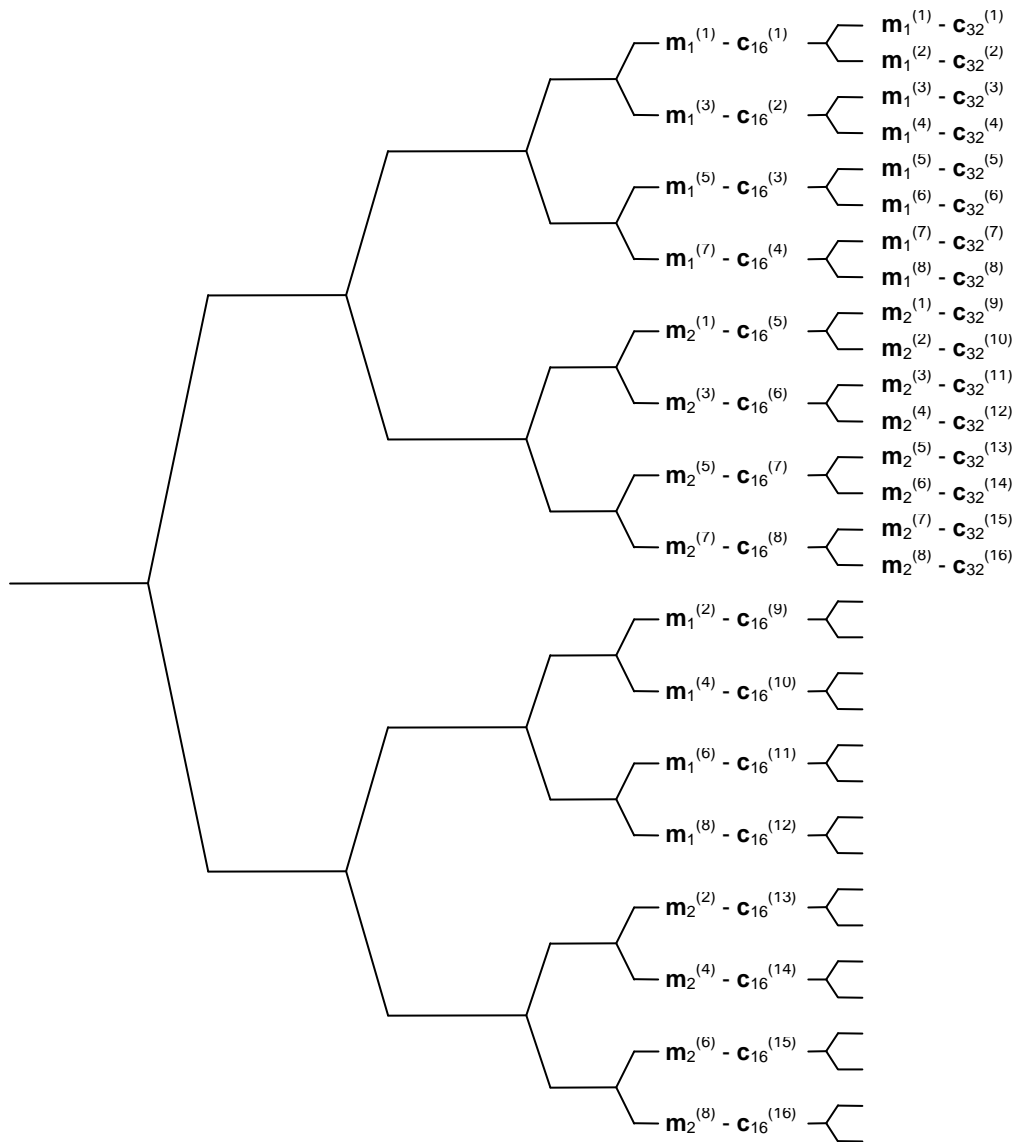 m₁⁽¹⁾ - c₃₂⁽¹⁾
m₁⁽¹⁾ - c₁₆⁽¹⁾
m₁⁽²⁾ - c₃₂⁽²⁾
m₁⁽³⁾ - c₃₂⁽³⁾
m₁⁽³⁾ - c₁₆⁽²⁾
m₁⁽⁴⁾ - c₃₂⁽⁴⁾
m₁⁽⁵⁾ - c₃₂⁽⁵⁾
m₁⁽⁵⁾ - c₁₆⁽³⁾
m₁⁽⁶⁾ - c₃₂⁽⁶⁾
m₁⁽⁷⁾ - c₃₂⁽⁷⁾
m₁⁽⁷⁾ - c₁₆⁽⁴⁾
m₁⁽⁸⁾ - c₃₂⁽⁸⁾
m₂⁽¹⁾ - c₃₂⁽⁹⁾
m₂⁽¹⁾ - c₁₆⁽⁵⁾
m₂⁽²⁾ - c₃₂⁽¹⁰⁾
m₂⁽³⁾ - c₃₂⁽¹¹⁾
m₂⁽³⁾ - c₁₆⁽⁶⁾
m₂⁽⁴⁾ - c₃₂⁽¹²⁾
m₂⁽⁵⁾ - c₃₂⁽¹³⁾
m₂⁽⁵⁾ - c₁₆⁽⁷⁾
m₂⁽⁶⁾ - c₃₂⁽¹⁴⁾
m₂⁽⁷⁾ - c₃₂⁽¹⁵⁾
m₂⁽⁷⁾ - c₁₆⁽⁸⁾
m₂⁽⁸⁾ - c₃₂⁽¹⁶⁾
m₁⁽²⁾ - c₁₆⁽⁹⁾
m₁⁽⁴⁾ - c₁₆⁽¹⁰⁾
m₁⁽⁶⁾ - c₁₆⁽¹¹⁾
m₁⁽⁸⁾ - c₁₆⁽¹²⁾
m₂⁽²⁾ - c₁₆⁽¹³⁾
m₂⁽⁴⁾ - c₁₆⁽¹⁴⁾
m₂⁽⁶⁾ - c₁₆⁽¹⁵⁾
m₂⁽⁸⁾ - c₁₆⁽¹⁶⁾